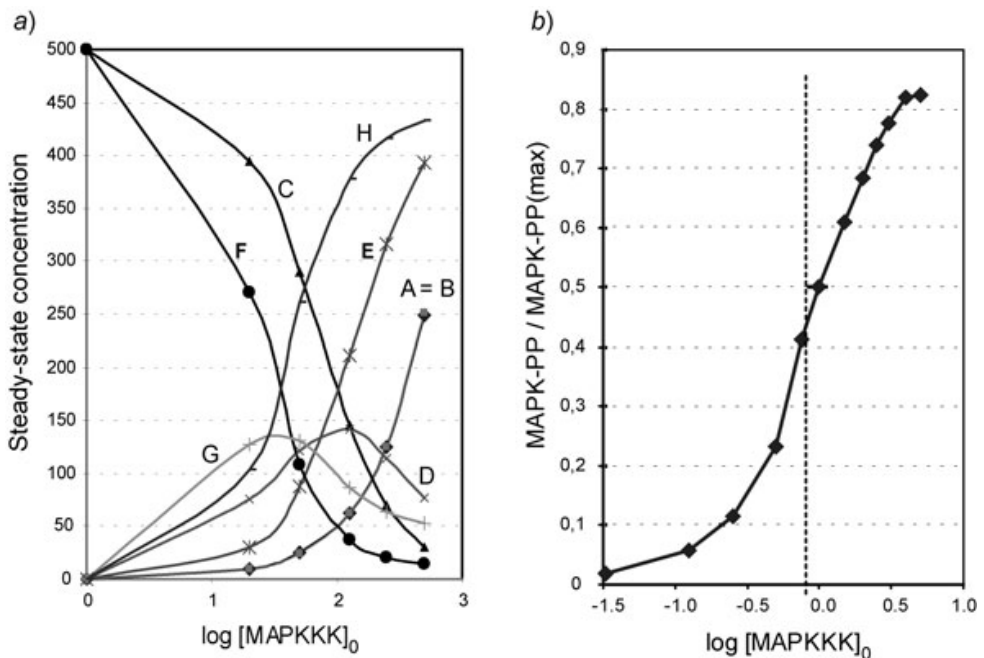 a)
500
450
400
350
300
250
200
150
100
50
0
Steady-state concentration
H
C
F
E
A = B
G
D
0
1
2
3
log [MAPKKK]0
b)
0,9
0,8
0,7
0,6
0,5
0,4
0,3
0,2
0,1
0
MAPK-PP / MAPK-PP(max)
-1.5
-1.0
-0.5
0.0
0.5
1.0
log [MAPKKK]0